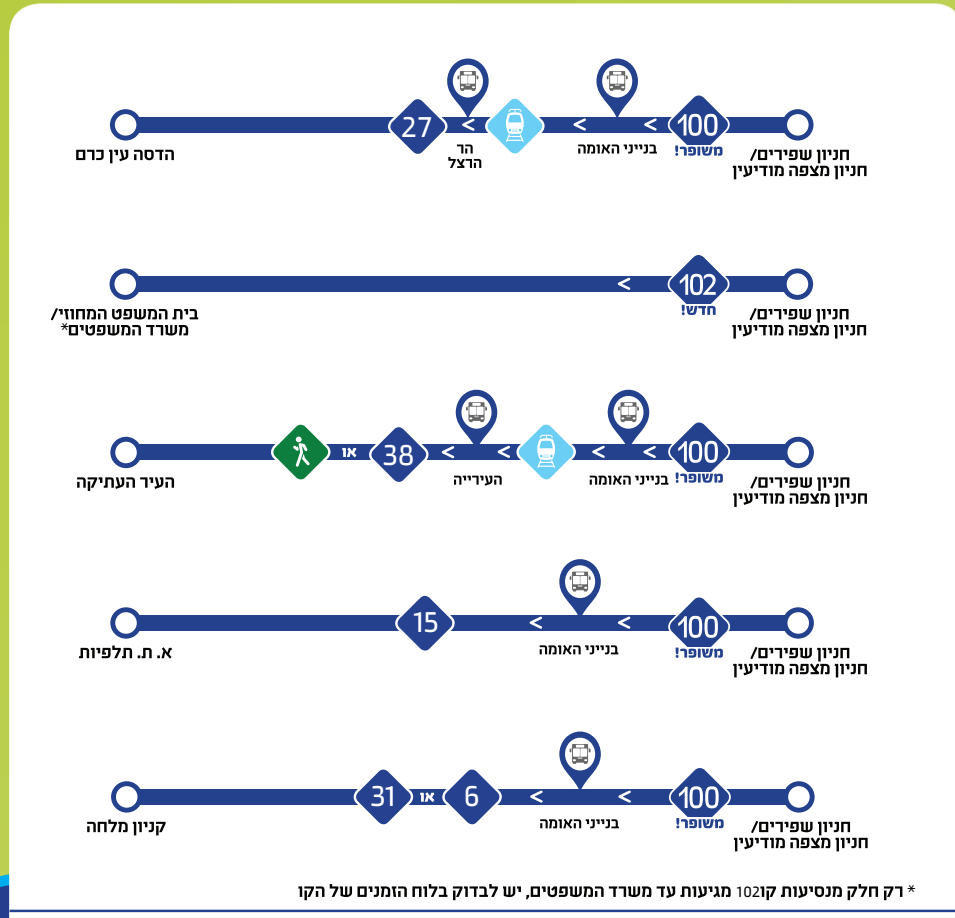 100
27
משופר!
בנייני האומה
הר
הרצל
חניון שפירים/
חניון מצפה מודיעין
הדסה עין כרם
102
חדש!
חניון שפירים/
חניון מצפה מודיעין
בית המשפט המחוזי/
משרד המשפטים*
100
38
או
משופר!
בנייני האומה
העירייה
חניון שפירים/
חניון מצפה מודיעין
העיר העתיקה
100
15
משופר!
בנייני האומה
חניון שפירים/
חניון מצפה מודיעין
א. ת. תלפיות
100
6
או
31
משופר!
בנייני האומה
חניון שפירים/
חניון מצפה מודיעין
קניון מלחה
* רק חלק מנסיעות קו102 מגיעות עד משרד המשפטים, יש לבדוק בלוח הזמנים של הקו